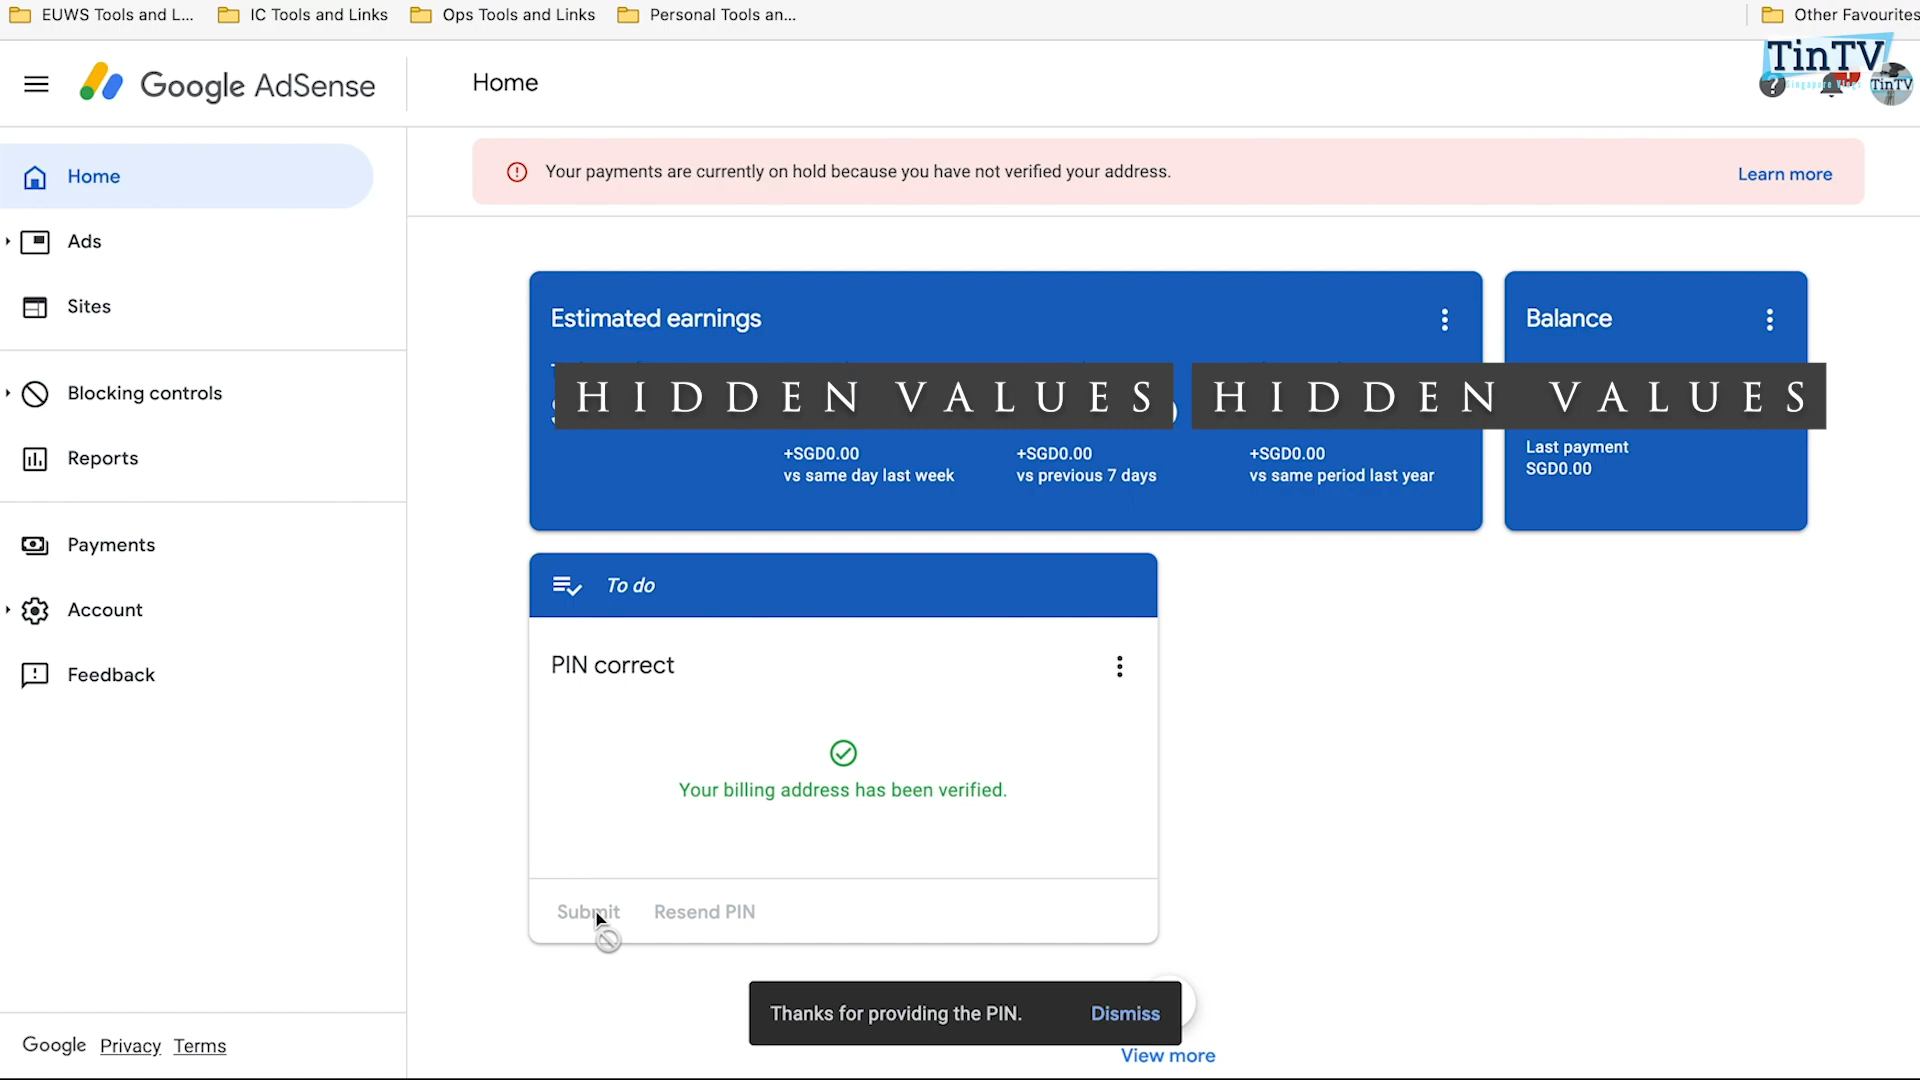 EUWS Tools and L...
IC Tools and Links
Ops Tools and Links
Personal Tools an...
Other Favourites
Google AdSense
Home
TinTV
Singapore Vlogs
TinTV
Home
Ads
Sites
Blocking controls
Reports
Payments
Account
Feedback
Google Privacy Terms
Your payments are currently on hold because you have not verified your address.
Learn more
Estimated earnings
HIDDEN VALUES
+SGD0.00
vs same day last week
+SGD0.00
vs previous 7 days
+SGD0.00
vs same period last year
Balance
HIDDEN VALUES
Last payment
SGD0.00
To do
PIN correct
Your billing address has been verified.
Submit
Resend PIN
Thanks for providing the PIN.
Dismiss
View more